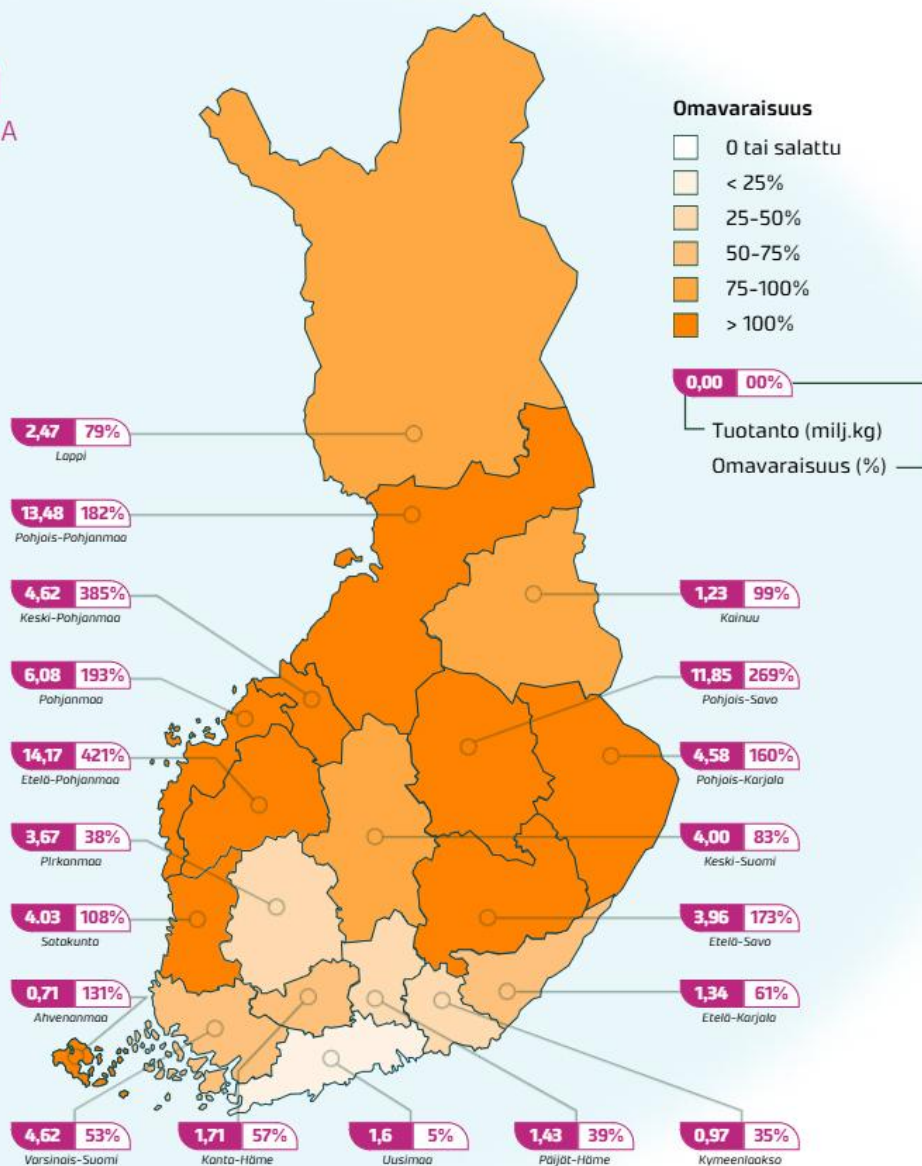 A
Omavaraisuus
0 tai salattu
< 25%
25-50%
50-75%
75-100%
> 100%
0,00 00%
Tuotanto (milj.kg)
Omavaraisuus (%)
2,47 79%
Lappi
13,48 182%
Pohjois-Pohjanmaa
4,62 385%
Keski-Pohjanmaa
6,08 193%
Pohjanmaa
14,17 421%
Etelä-Pohjanmaa
3,67 38%
PIrkanmaa
4.03 108%
Satakunta
0,71 131%
Ahvenanmaa
1,23 99%
Kainuu
11,85 269%
Pohjois-Savo
4,58 160%
Pohjois-Karjala
4,00 83%
Keski-Suomi
3,96 173%
Etelä-Savo
1,34 61%
Etelä-Karjala
4,62 53%
Varsinais-Suomi
1,71 57%
Kanta-Häme
1,6 5%
Uusimaa
1,43 39%
Päijät-Häme
0,97 35%
Kymeenlaakso